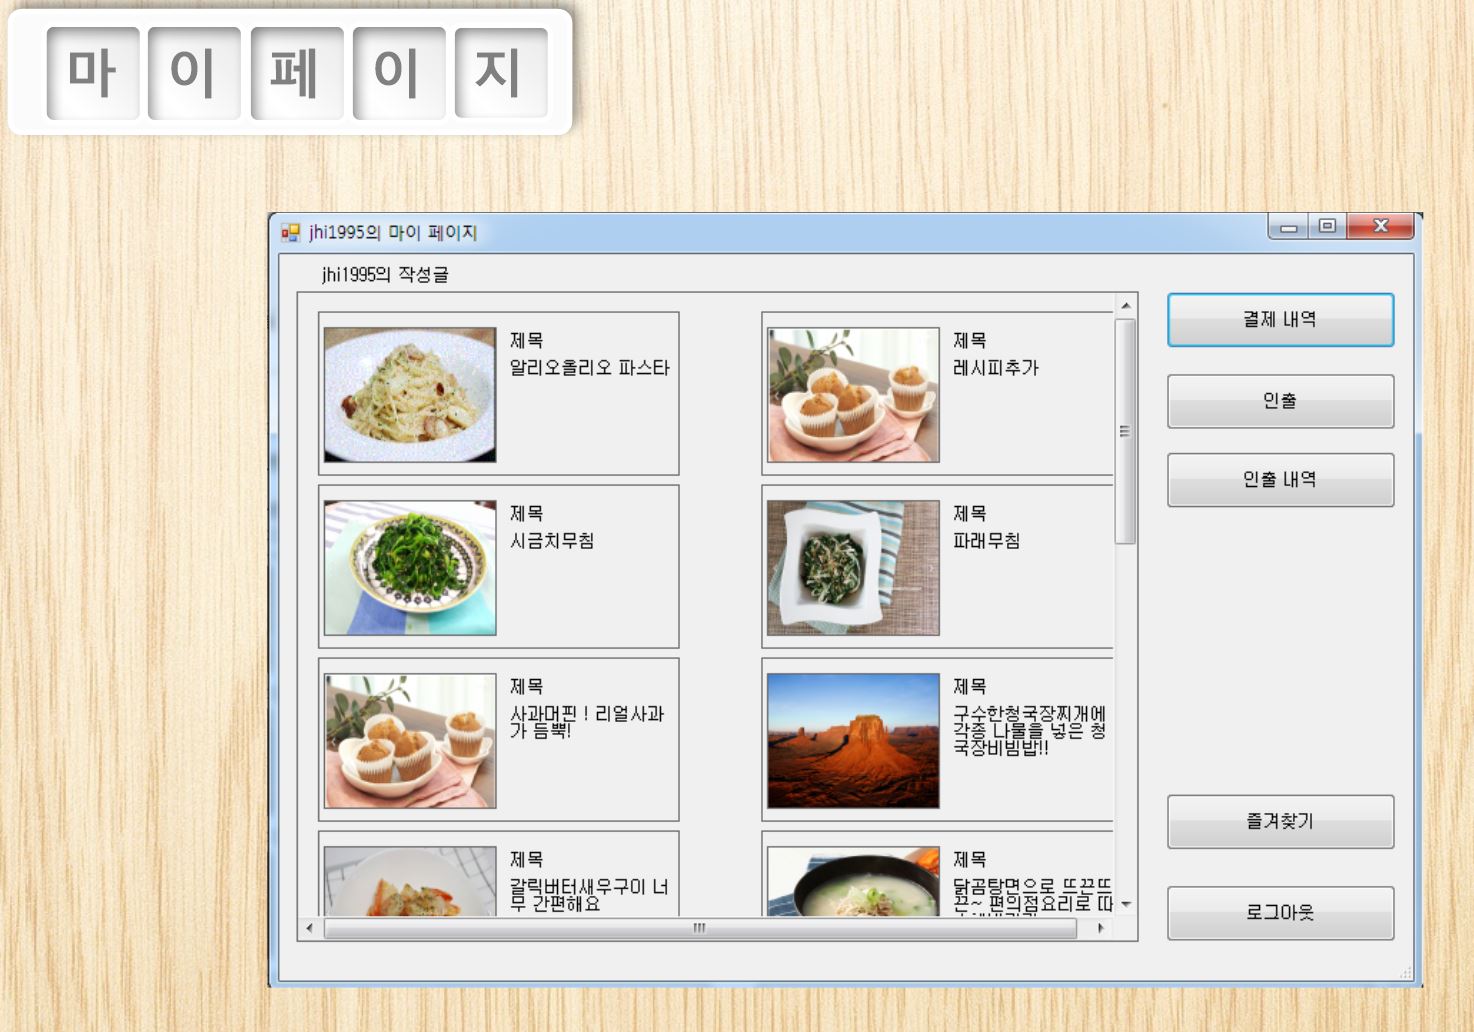 마이페이지
jhi1995의 마이 페이지
jhi1995의 작성글
제목
알리오올리오 파스타
제목
레시피추가
제목
시금치무침
제목
파래무침
제목
사과머핀 ! 리얼사과
가 듬뿍!
제목
구수한청국장찌개에
각종 나물을 넣은 청
국장비빔밥!!
제목
갈릭버터새우구이 너
무 간편해요
제목
닭곰탕면으로 뜨끈뜨
끈~ 편의점요리로 따
결제 내역
인출
인출 내역
즐겨찾기
로그아웃